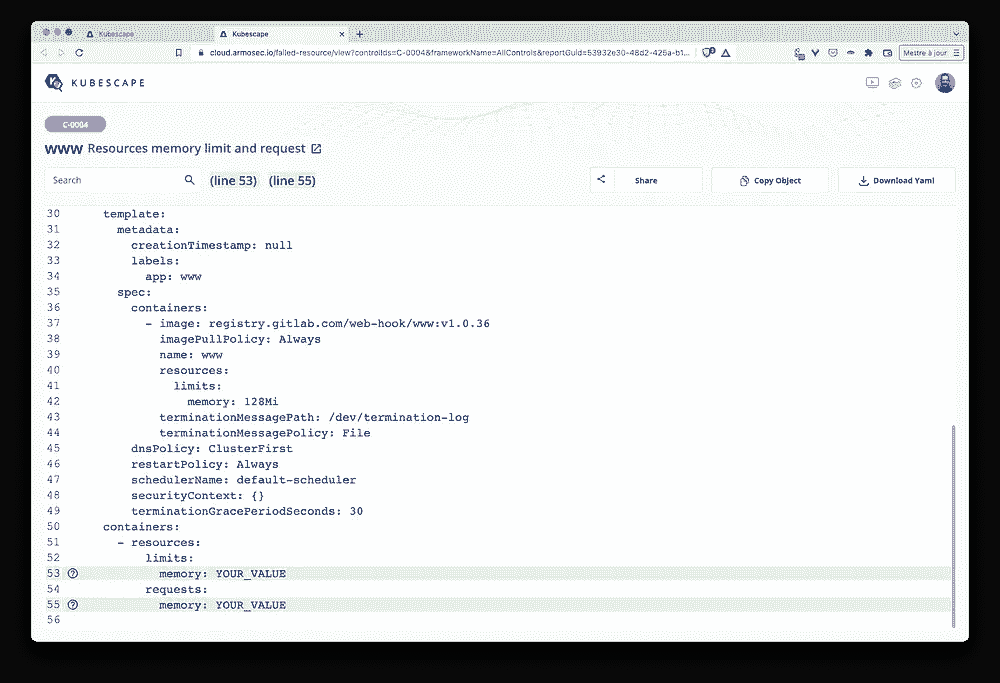 Kubescape
Kubescape
cloud.armosec.io/failed-resource/view?controlIds=C-0004&frameworkName=AllControls&reportGuid=53932e30-48d2-425a-b1...
Mettre à jour
KUBESCAPE
C-0004
www Resources memory limit and request
Search
(line 53) (line 55)
Share
Copy Object
Download Yaml
30 template:
31 metadata:
32 creationTimestamp: null
33 labels:
34 app: www
35 spec:
36 containers:
37 - image: registry.gitlab.com/web-hook/www:v1.0.36
38 imagePullPolicy: Always
39 name: www
40 resources:
41 limits:
42 memory: 128Mi
43 terminationMessagePath: /dev/termination-log
44 terminationMessagePolicy: File
45 dnsPolicy: ClusterFirst
46 restartPolicy: Always
47 schedulerName: default-scheduler
48 securityContext: {}
49 terminationGracePeriodSeconds: 30
50 containers:
51 - resources:
52 limits:
53 memory: YOUR_VALUE
54 requests:
55 memory: YOUR_VALUE
56